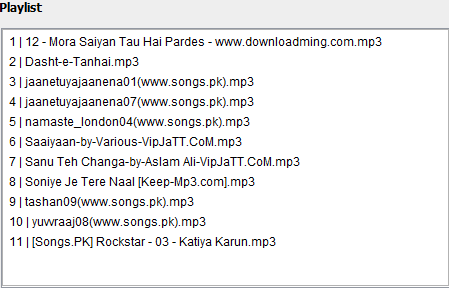 Playlist
1 | 12 - Mora Saiyan Tau Hai Pardes - www.downloadming.com.mp3
2 | Dasht-e-Tanhai.mp3
3 | jaanetuyajaanena01(www.songs.pk).mp3
4 | jaanetuyajaanena07(www.songs.pk).mp3
5 | namaste_london04(www.songs.pk).mp3
6 | Saaiyaan-by-Various-VipJaTT.CoM.mp3
7 | Sanu Teh Changa-by-Aslam Ali-VipJaTT.CoM.mp3
8 | Soniye Je Tere Naal [Keep-Mp3.com].mp3
9 | tashan09(www.songs.pk).mp3
10 | yuvvraaj08(www.songs.pk).mp3
11 | [Songs.PK] Rockstar - 03 - Katiya Karun.mp3